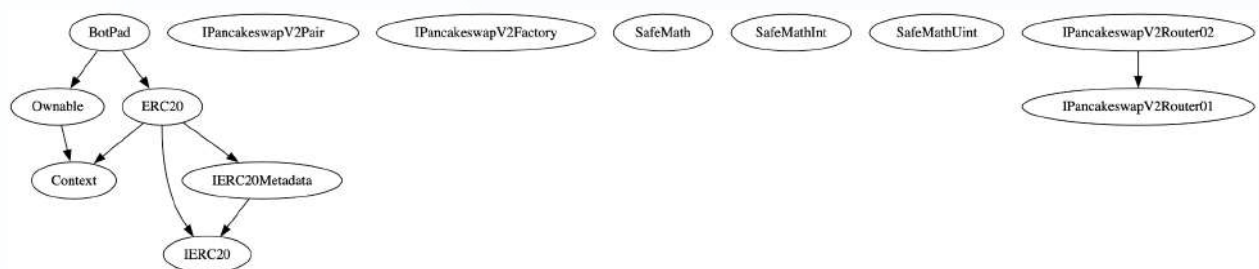 BotPad
IPancakeswapV2Pair
IPancakeswapV2Factory
SafeMath
SafeMathInt
SafeMathUint
IPancakeswapV2Router02
Ownable
ERC20
IPancakeswapV2Router01
Context
IERC20Metadata
IERC20